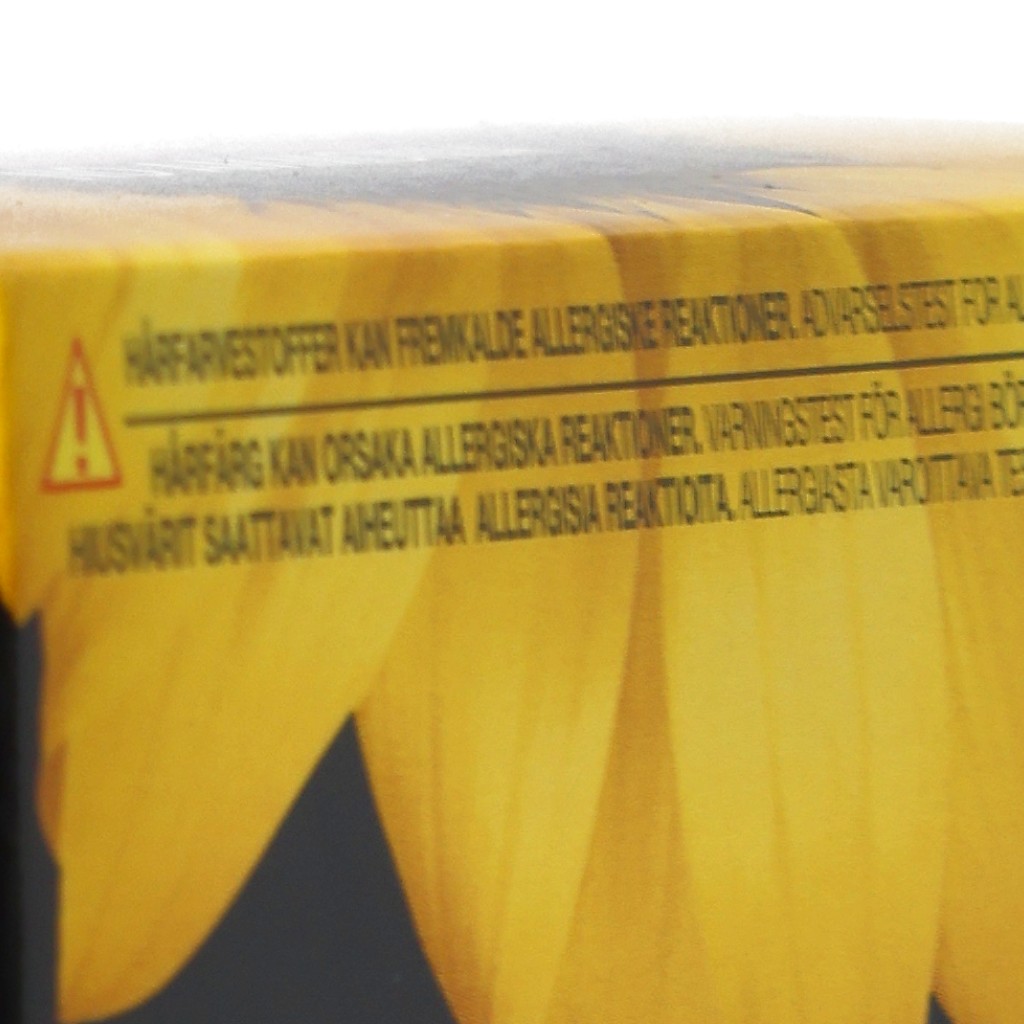 HÅRFARVESTOFFER KAN FREMKALDE ALLERGISKE REAKTIONER. ADVARSELSTEST FOR
HÅRFÄRG KAN ORSAKA ALLERGISKA REAKTIONER. VARNINGSTEST FÖR ALLERGI BÖR
HIUSVÄRIT SAATTAVAT AIHEUTTAA ALLERGISIA REAKTIOITA. ALLERGIASTA VAROITTAVA